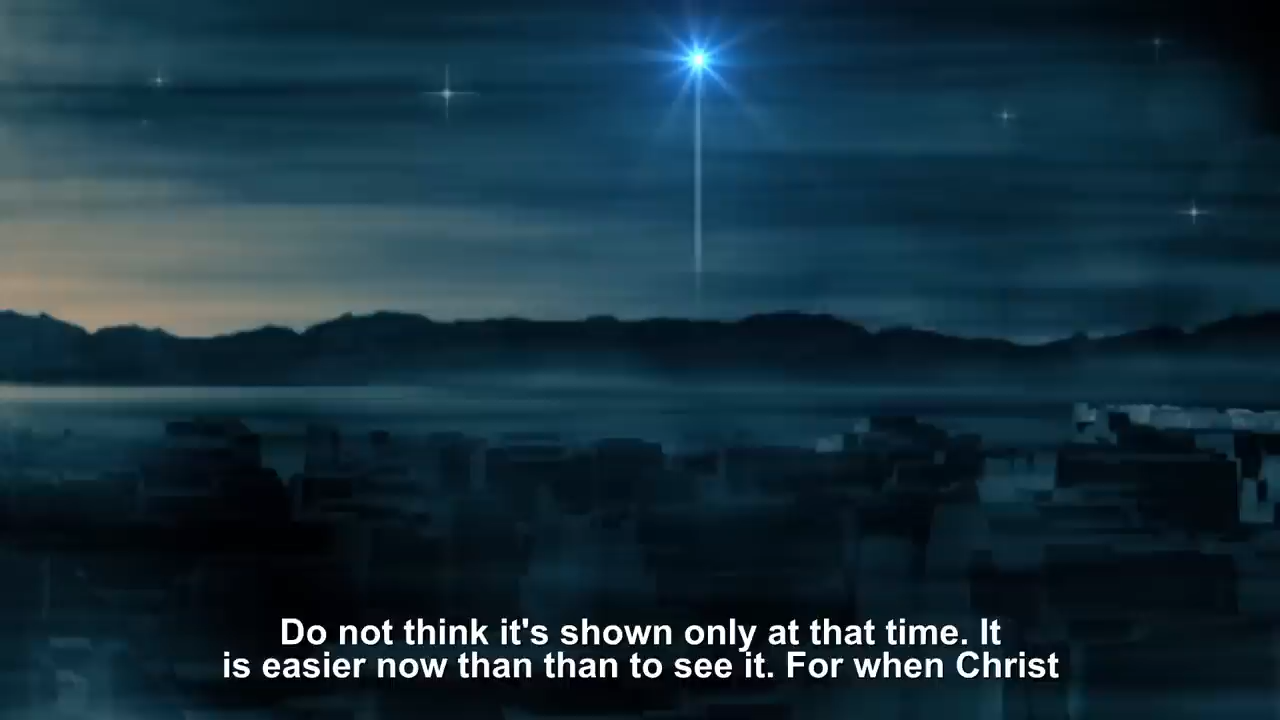 Do not think it's shown only at that time. It
is easier now than than to see it. For when Christ